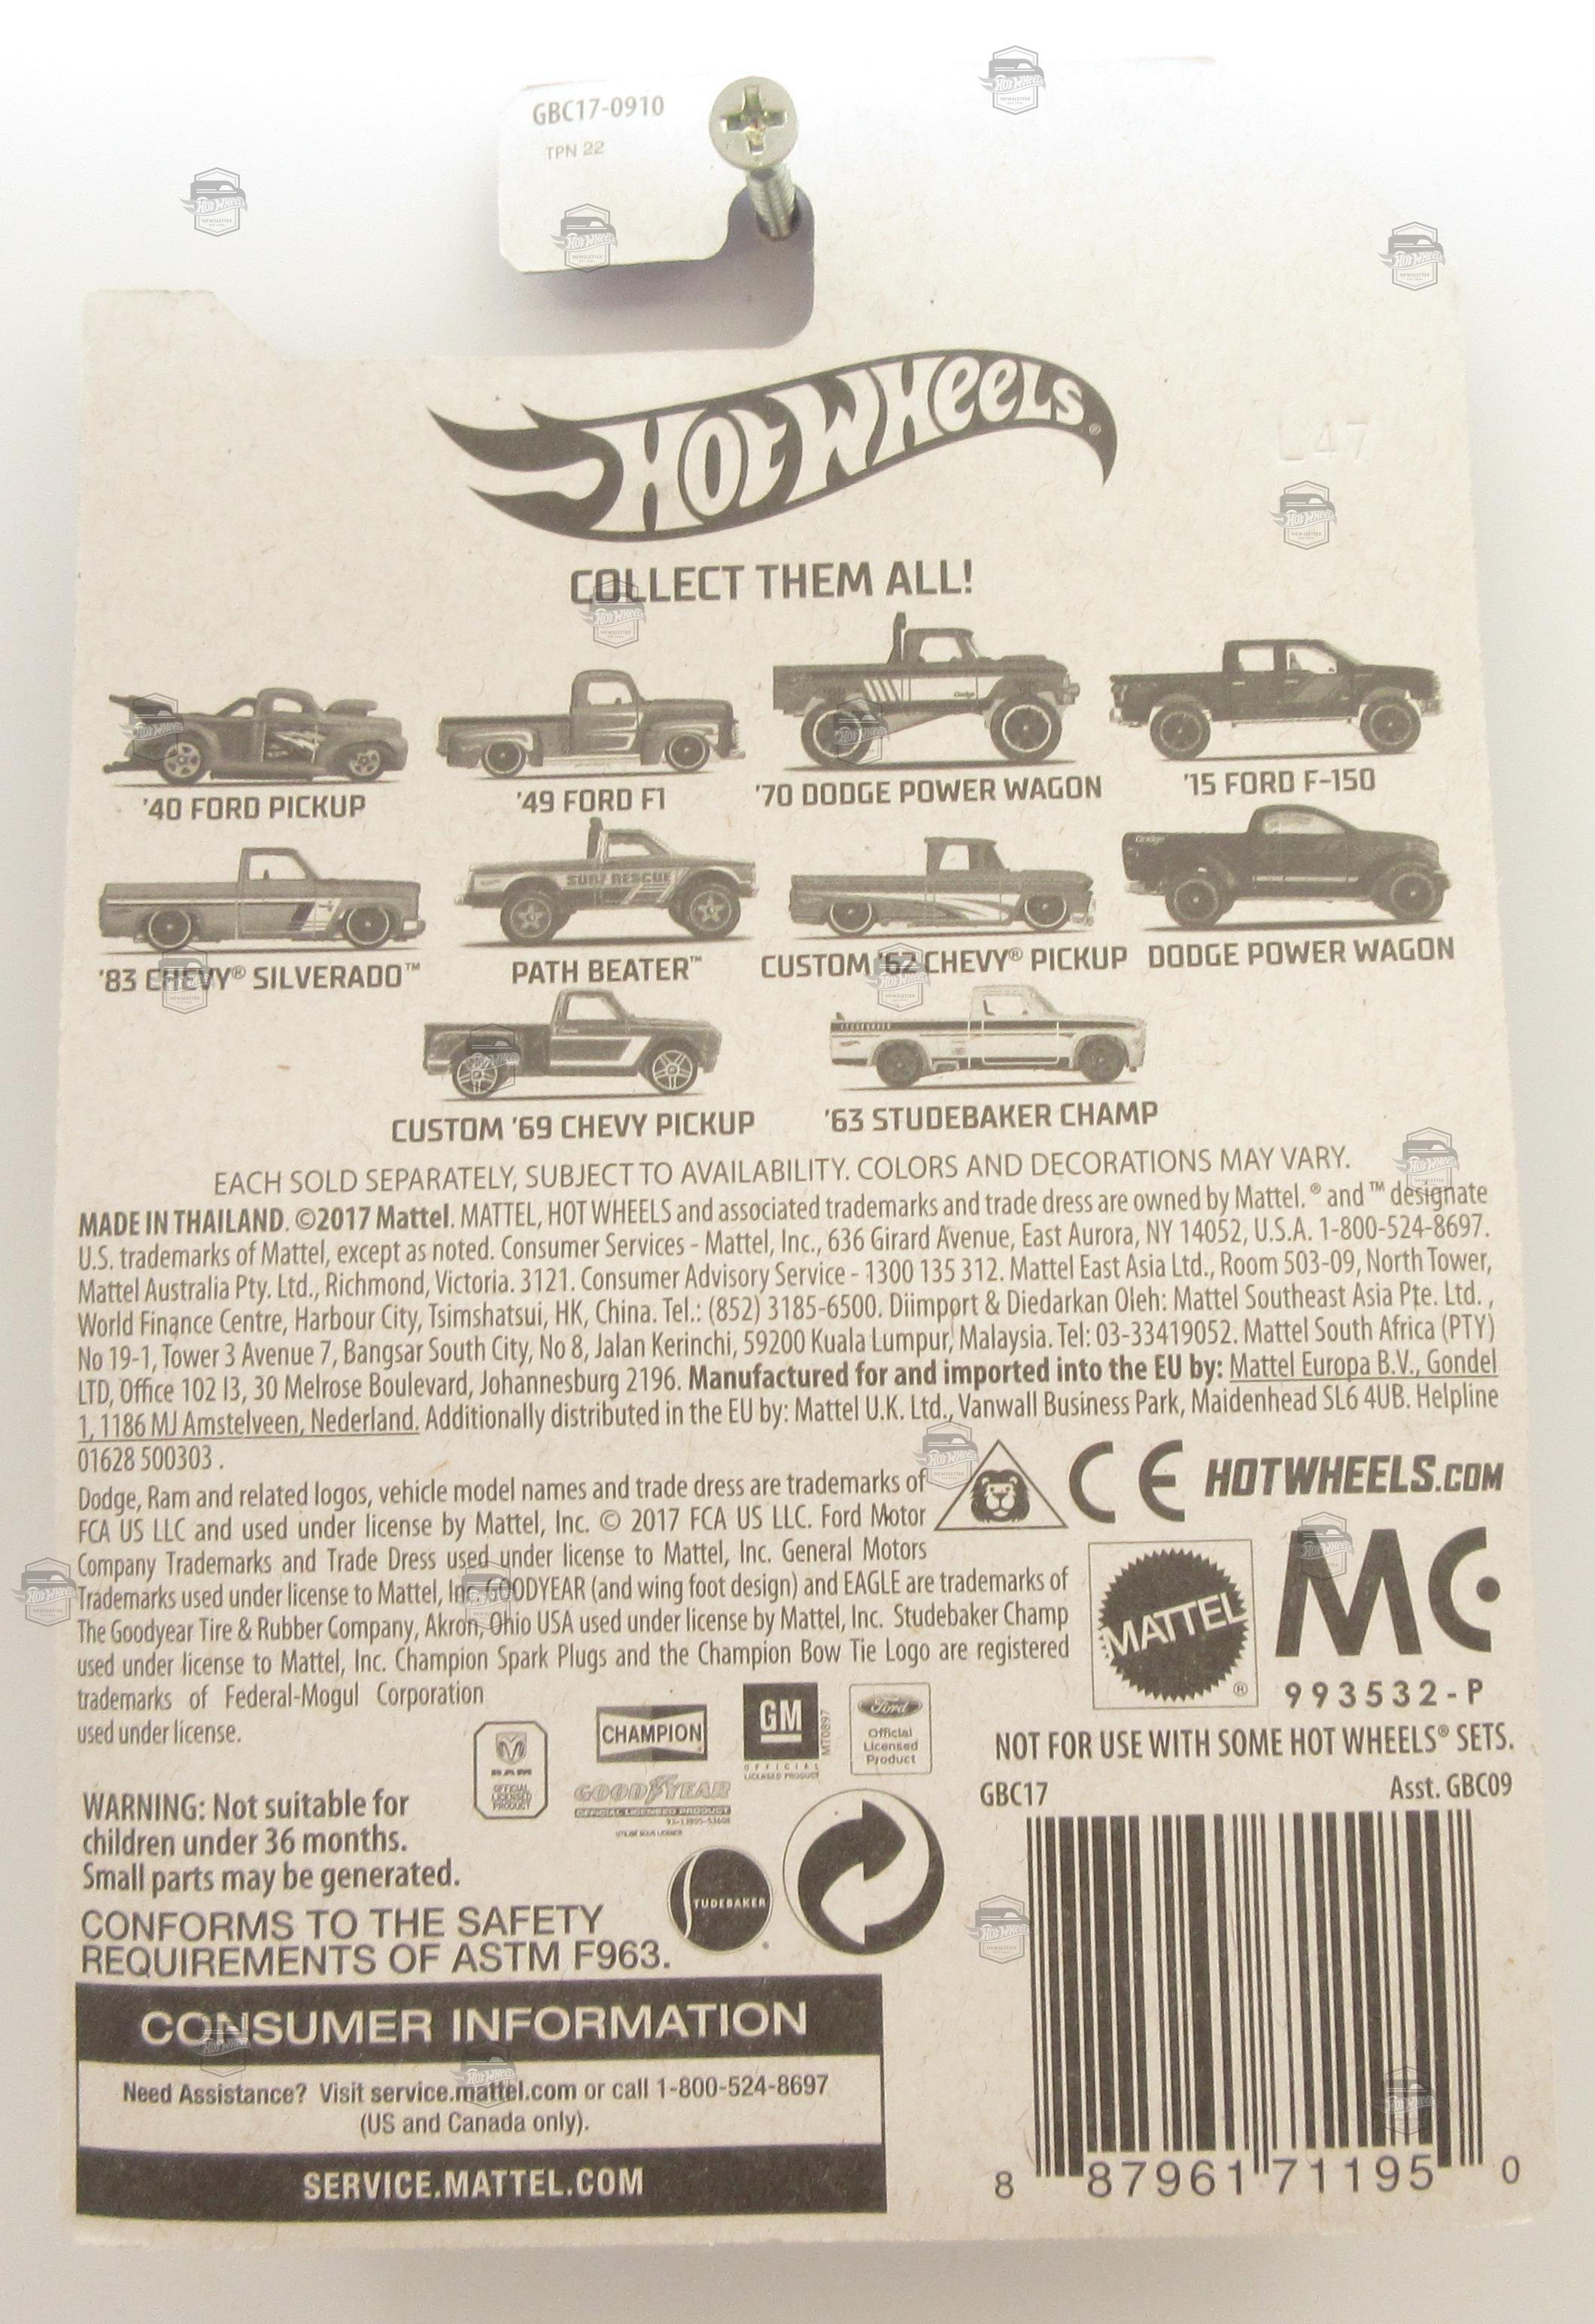 GBC17-0910
TPN 22
HOT WHEELS®
L47
COLLECT THEM ALL!
'40 FORD PICKUP
'49 FORD F1
'70 DODGE POWER WAGON
'15 FORD F-150
SURF RESCUE
'83 CHEVY® SILVERADO™
PATH BEATER™
CUSTOM '62 CHEVY® PICKUP
DODGE POWER WAGON
CUSTOM '69 CHEVY PICKUP
'63 STUDEBAKER CHAMP
EACH SOLD SEPARATELY, SUBJECT TO AVAILABILITY. COLORS AND DECORATIONS MAY VARY.
MADE IN THAILAND. ©2017 Mattel. MATTEL, HOT WHEELS and associated trademarks and trade dress are owned by Mattel. ® and ™ designate
U.S. trademarks of Mattel, except as noted. Consumer Services - Mattel, Inc., 636 Girard Avenue, East Aurora, NY 14052, U.S.A. 1-800-524-8697.
Mattel Australia Pty. Ltd., Richmond, Victoria. 3121. Consumer Advisory Service - 1300 135 312. Mattel East Asia Ltd., Room 503-09, North Tower,
World Finance Centre, Harbour City, Tsimshatsui, HK, China. Tel.: (852) 3185-6500. Diimport & Diedarkan Oleh: Mattel Southeast Asia Pte. Ltd. ,
No 19-1, Tower 3 Avenue 7, Bangsar South City, No 8, Jalan Kerinchi, 59200 Kuala Lumpur, Malaysia. Tel: 03-33419052. Mattel South Africa (PTY)
LTD, Office 102 I3, 30 Melrose Boulevard, Johannesburg 2196. Manufactured for and imported into the EU by: Mattel Europa B.V., Gondel
1, 1186 MJ Amstelveen, Nederland. Additionally distributed in the EU by: Mattel U.K. Ltd., Vanwall Business Park, Maidenhead SL6 4UB. Helpline
01628 500303 .
Dodge, Ram and related logos, vehicle model names and trade dress are trademarks of
FCA US LLC and used under license by Mattel, Inc. © 2017 FCA US LLC. Ford Motor
Company Trademarks and Trade Dress used under license to Mattel, Inc. General Motors
Trademarks used under license to Mattel, Inc. GOODYEAR (and wing foot design) and EAGLE are trademarks of
The Goodyear Tire & Rubber Company, Akron, Ohio USA used under license by Mattel, Inc. Studebaker Champ
used under license to Mattel, Inc. Champion Spark Plugs and the Champion Bow Tie Logo are registered
trademarks of Federal-Mogul Corporation
used under license.
CE
HOTWHEELS.COM
MATTEL®
MC
993532-P
RAM
OFFICIAL
LICENSED
PRODUCT
CHAMPION
GM
OFFICIAL
LICENSED PRODUCT
MT0897
Ford
Official
Licensed
Product
GOODYEAR
OFFICIAL LICENSED PRODUCT
STUDEBAKER
NOT FOR USE WITH SOME HOT WHEELS® SETS.
GBC17
Asst. GBC09
WARNING: Not suitable for
children under 36 months.
Small parts may be generated.
CONFORMS TO THE SAFETY
REQUIREMENTS OF ASTM F963.
CONSUMER INFORMATION
Need Assistance? Visit service.mattel.com or call 1-800-524-8697
(US and Canada only).
SERVICE.MATTEL.COM
8 87961 71195 0